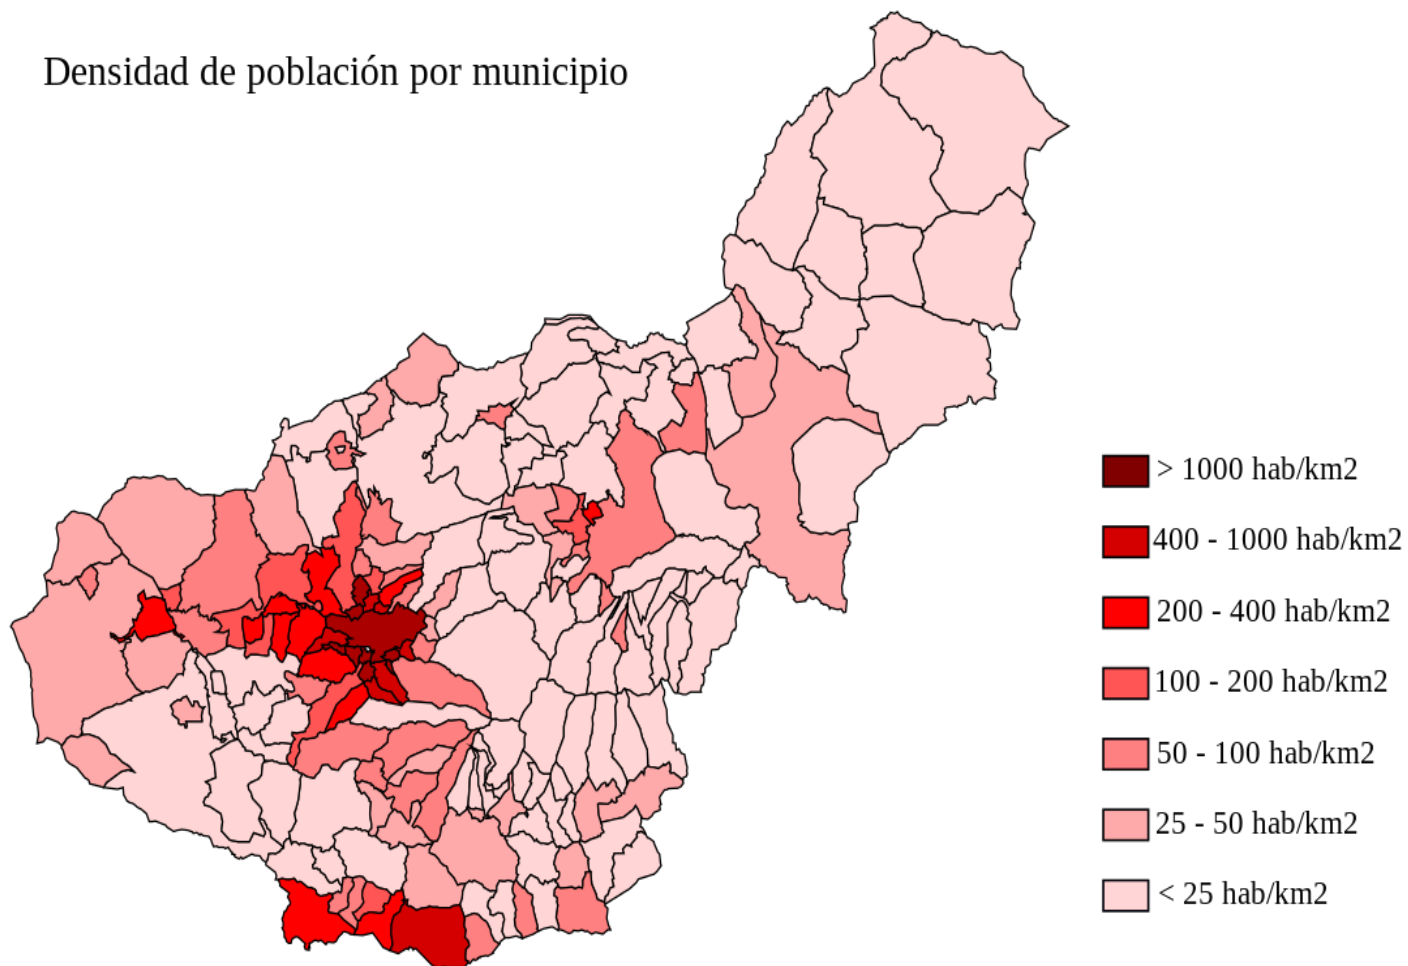 Densidad de población por municipio
> 1000 hab/km2
400 - 1000 hab/km2
200 - 400 hab/km2
100 - 200 hab/km2
50 - 100 hab/km2
25 - 50 hab/km2
< 25 hab/km2